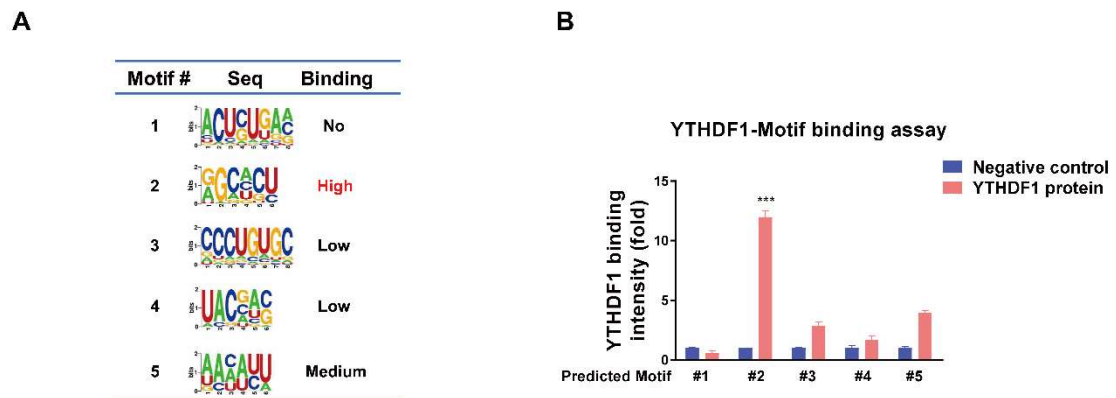 A
Motif # Seq Binding
1 No
2 High
3 Low
4 Low
5 Medium
B
YTHDF1-Motif binding assay
Negative control
YTHDF1 protein
YTHDF1 binding
intensity (fold)
15
10
5
0
***
Predicted Motif #1 #2 #3 #4 #5